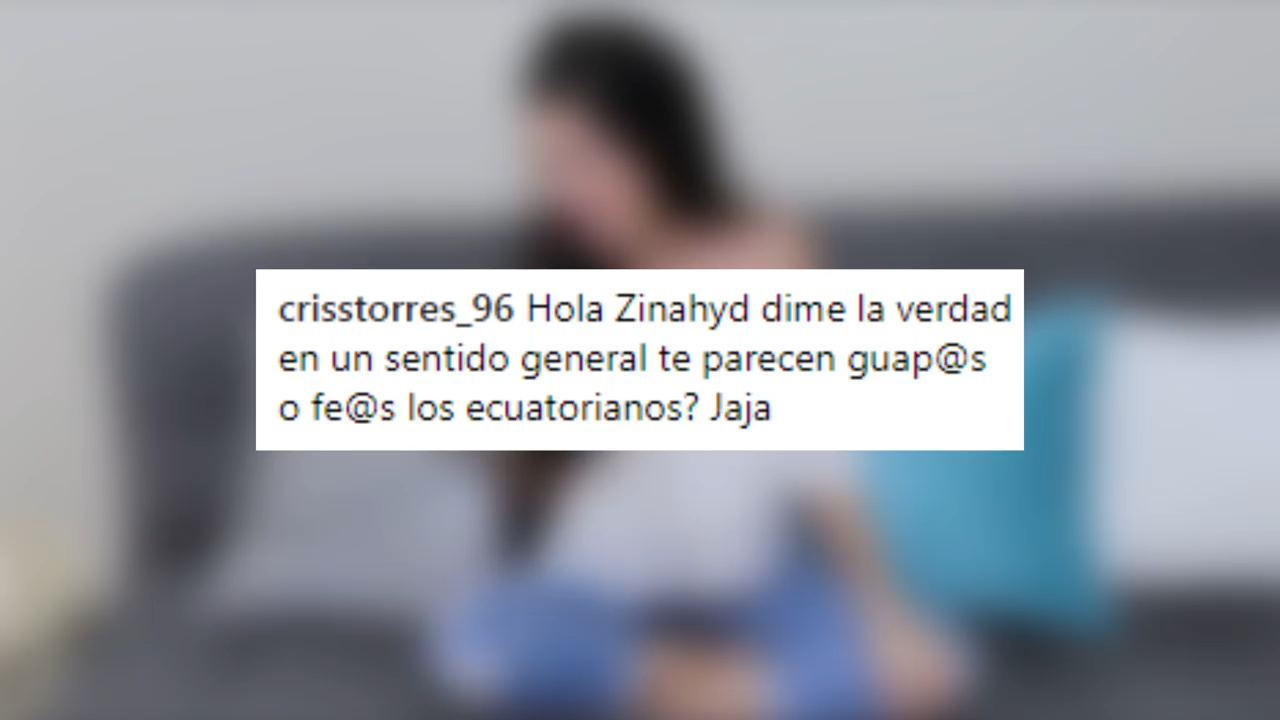 crisstorres_96 Hola Zinahyd dime la verdad
en un sentido general te parecen guap@s
o fe@s los ecuatorianos? Jaja